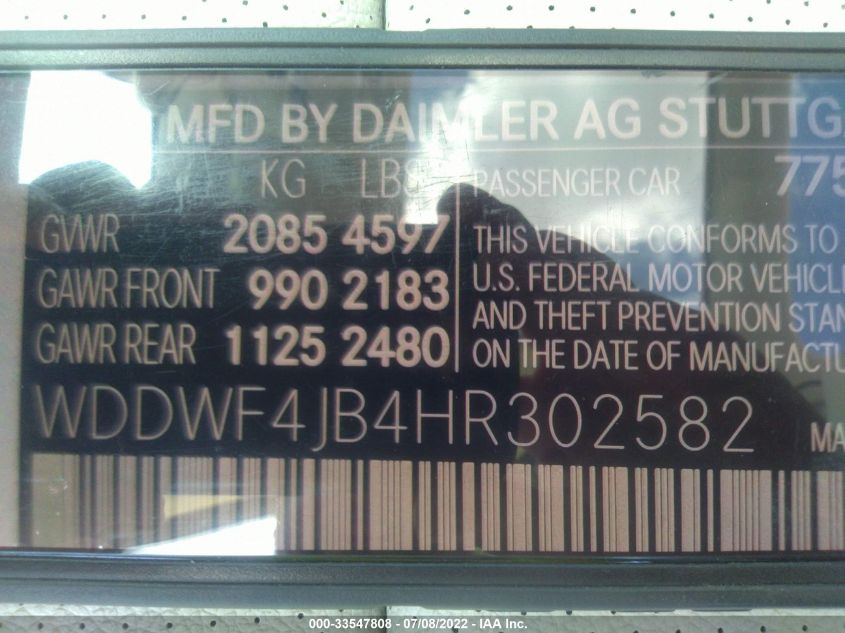 MFD BY DAIMLER AG STUTTG
KG LBS PASSENGER CAR 775
GVWR 2085 4597 THIS VEHICLE CONFORMS TO
GAWR FRONT 990 2183 U.S. FEDERAL MOTOR VEHICLE
GAWR REAR 1125 2480 AND THEFT PREVENTION STAN
ON THE DATE OF MANUFACTU
WDDWF4JB4HR302582 MA
000-33547808 - 07/08/2022 - IAA Inc.